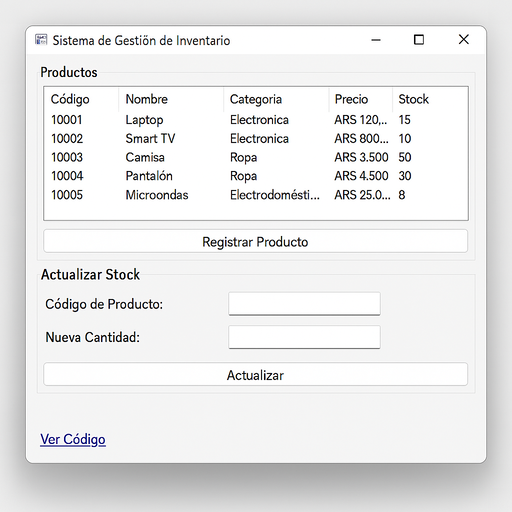 Sistema de Gestiön de Inventario
Productos
Código Nombre Categoria Precio Stock
10001 Laptop Electronica ARS 120,.. 15
10002 Smart TV Electronica ARS 800... 10
10003 Camisa Ropa ARS 3.500 50
10004 Pantalón Ropa ARS 4.500 30
10005 Microondas Electrodomésti... ARS 25.0... 8
Registrar Producto
Actualizar Stock
Código de Producto:
Nueva Cantidad:
Actualizar
Ver Código